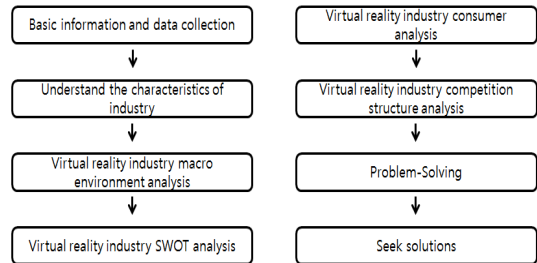 Basic information and data collection
Understand the characteristics of
industry
Virtual reality industry macro
environment analysis
Virtual reality industry SWOT analysis
Virtual reality industry consumer
analysis
Virtual reality industry competition
structure analysis
Problem-Solving
Seek solutions